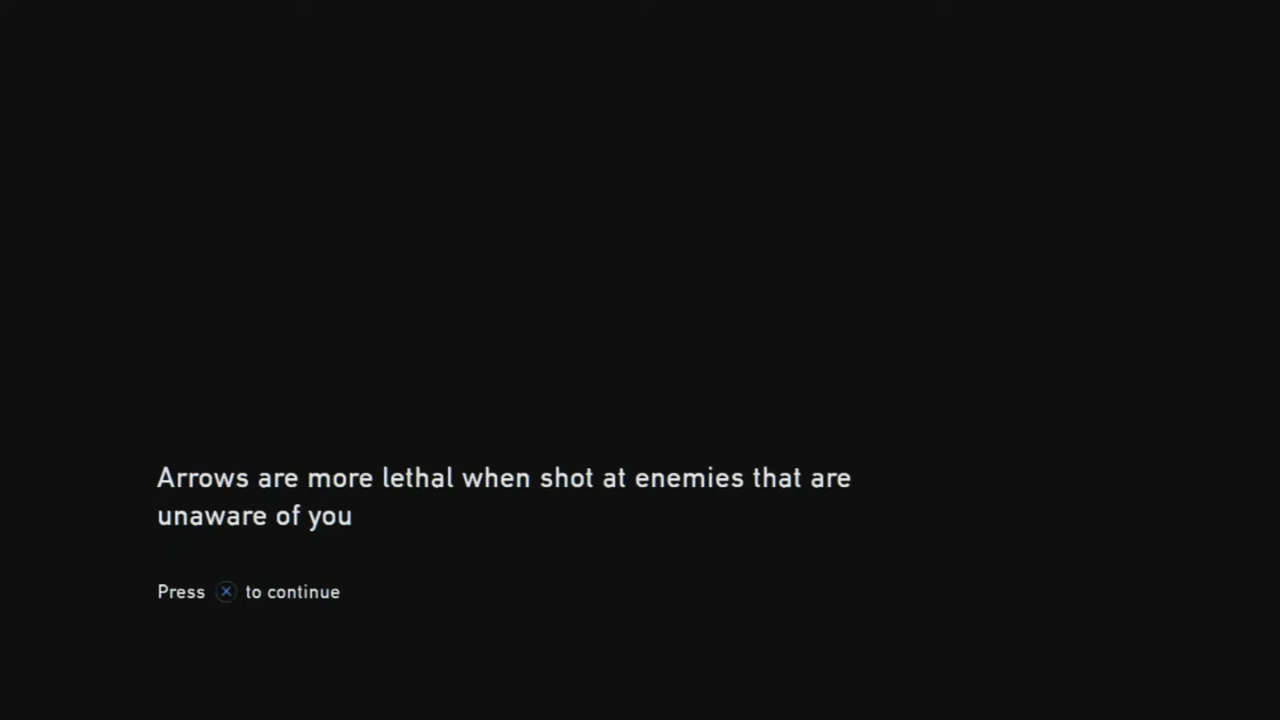 Arrows are more lethal when shot at enemies that are
unaware of you
Press ⓧ to continue